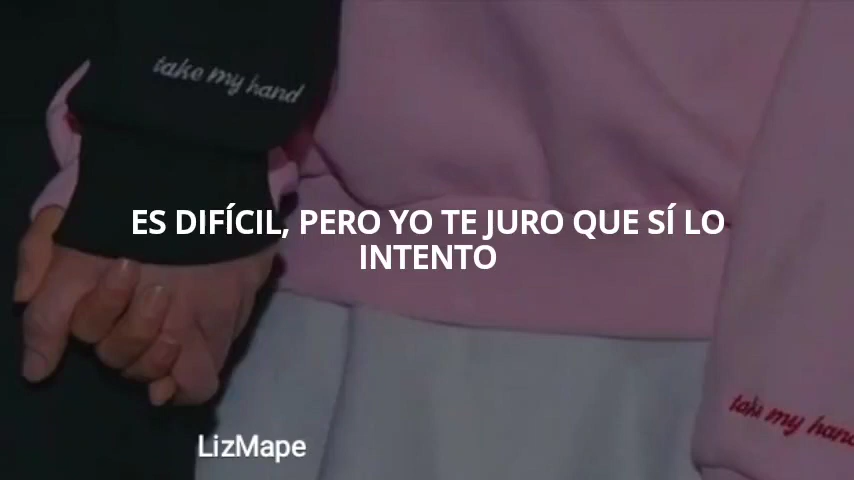 take my hand
ES DIFÍCIL, PERO YO TE JURO QUE SÍ LO
INTENTO
take my hand
LizMape